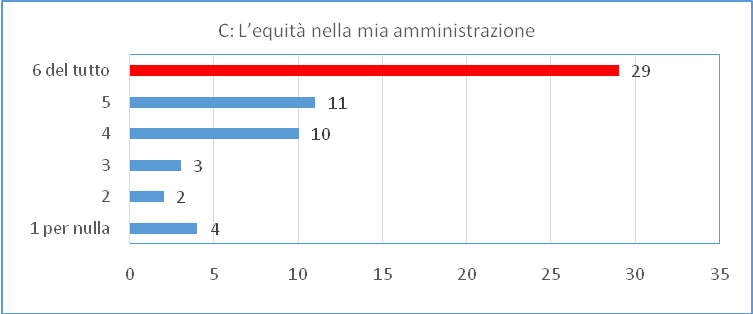 C: L'equità nella mia amministrazione
6 del tutto 29
5 11
4 10
3 3
2 2
1 per nulla 4
0 5 10 15 20 25 30 35